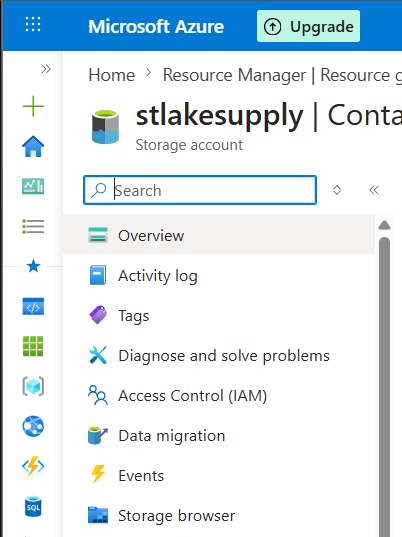 Microsoft Azure
Upgrade
Home > Resource Manager | Resource g
stlakesupply | Conta
Storage account
Search
Overview
Activity log
Tags
Diagnose and solve problems
Access Control (IAM)
Data migration
Events
Storage browser
SQL